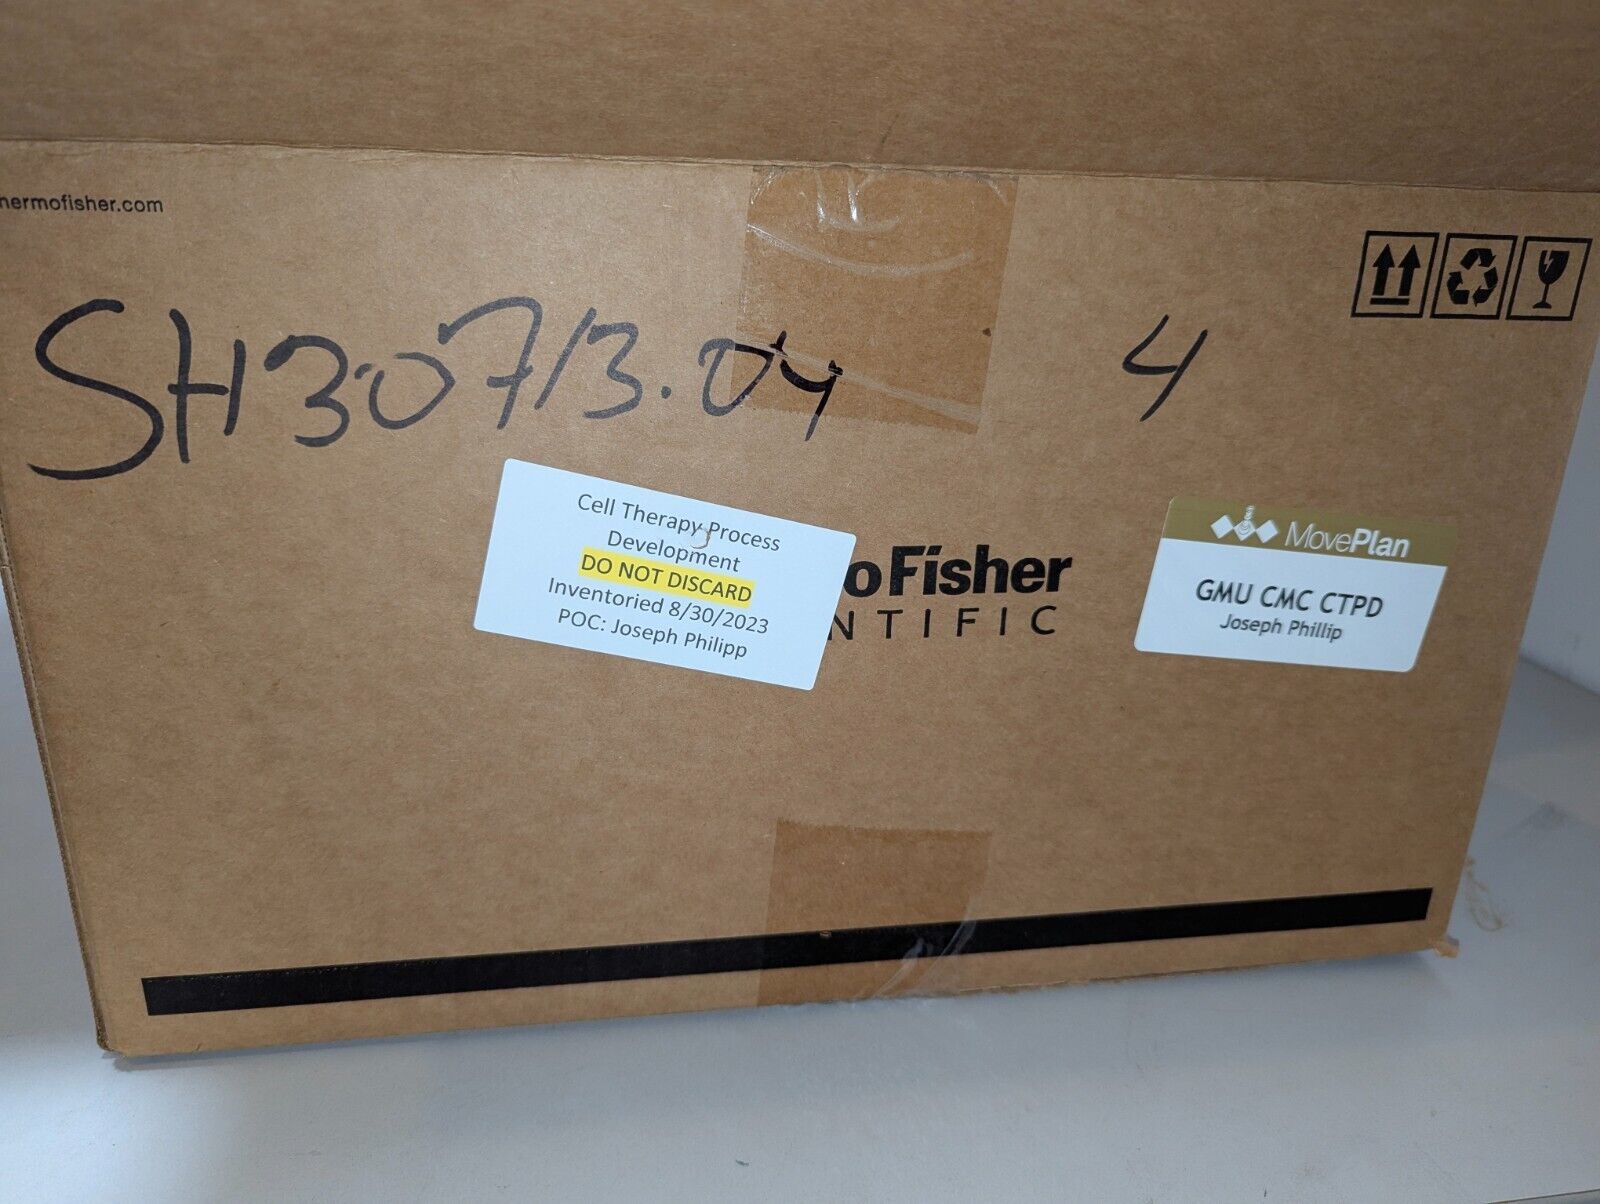 nermofisher.com
SH30713.04 4
Cell Therapy Process
Development
DO NOT DISCARD
Inventoried 8/30/2023
POC: Joseph Philipp
oFisher
NTIFIC
MovePlan
GMU CMC CTPD
Joseph Phillip